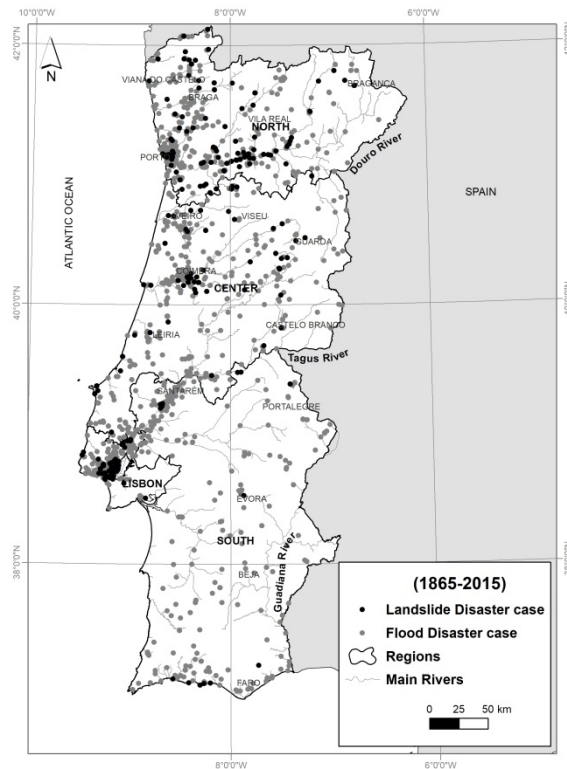 10°0'0"W
8°0'0"W
6°0'0"W
42°0'0"N
N
VIANA DO CASTELO
BRAGANÇA
BRAGA
VILA REAL
NORTH
Douro River
SPAIN
ATLANTIC OCEAN
VISEU
GUARDA
COIMBRA
CENTER
40°0'0"N
CASTELO BRANCO
LEIRIA
Tagus River
SANTARÉM
PORTALEGRE
LISBON
ÉVORA
SOUTH
Guadiana River
38°0'0"N
BEJA
FARO
(1865-2015)
Landslide Disaster case
Flood Disaster case
Regions
Main Rivers
0 25 50 km
8°0'0"W
6°0'0"W